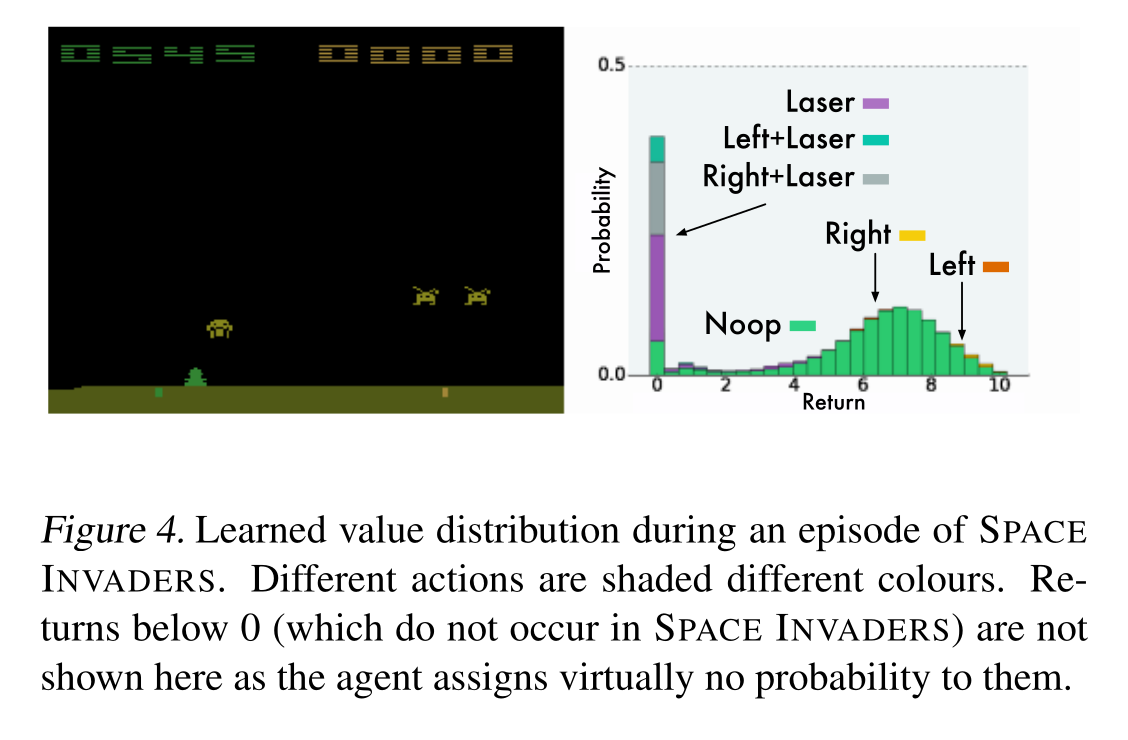 0545 0000
0.5
Laser
Left+Laser
Right+Laser
Right
Left
Noop
Probability
0.0
0 2 4 6 8 10
Return
Figure 4. Learned value distribution during an episode of SPACE
INVADERS. Different actions are shaded different colours. Re-
turns below 0 (which do not occur in SPACE INVADERS) are not
shown here as the agent assigns virtually no probability to them.